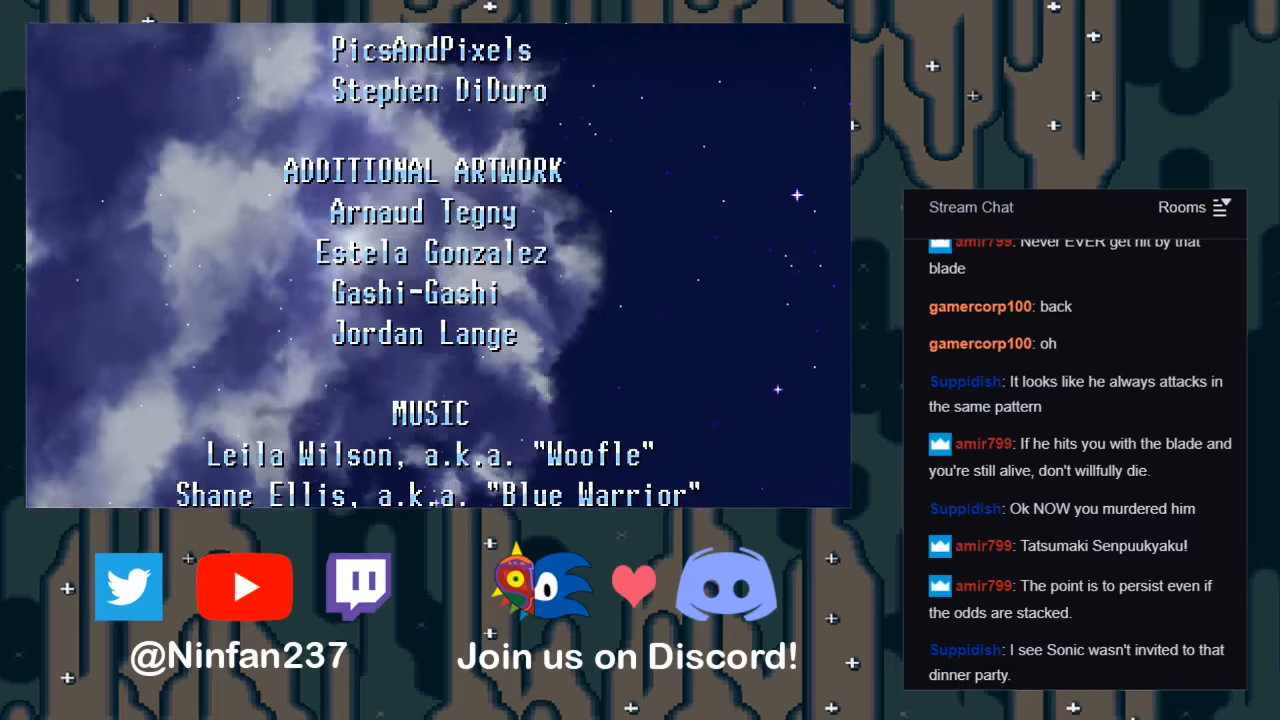 PicsAndPixels
Stephen DiDuro
ADDITIONAL ARTWORK
Arnaud Tegny
Estela Gonzalez
Gashi-Gashi
Jordan Lange
MUSIC
Leila Wilson, a.k.a. "Woofle"
Shane Ellis, a.k.a. "Blue Warrior"
@Ninfan237
Join us on Discord!
Stream Chat
Rooms
amir799: Never EVER get hit by that
blade
gamercorp100: back
gamercorp100: oh
Suppidish: It looks like he always attacks in
the same pattern
amir799: If he hits you with the blade and
you're still alive, don't willfully die.
Suppidish: Ok NOW you murdered him
amir799: Tatsumaki Senpuukyaku!
amir799: The point is to persist even if
the odds are stacked.
Suppidish: I see Sonic wasn't invited to that
dinner party.